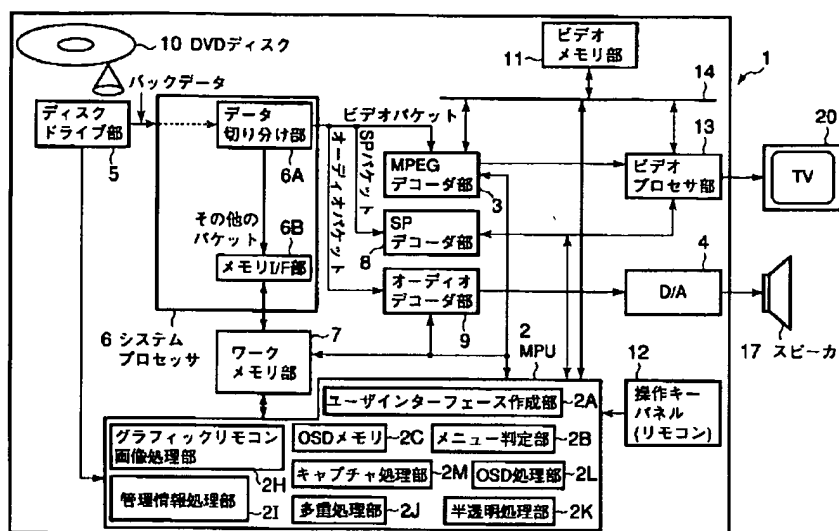 10 DVDディスク
パックデータ
ディスク
ドライブ部
5
データ
切り分け部
6A
その他の
パケット
6B
メモリI/F部
6 システム
プロセッサ
ビデオパケット
SPパケット
オーディオパケット
MPEG
デコーダ部
3
SP
デコーダ部
8
オーディオ
デコーダ部
9
ビデオ
メモリ部
11
14
1
13
ビデオ
プロセサ部
20
TV
4
D/A
17 スピーカ
7
ワーク
メモリ部
2
MPU
12
操作キー
パネル
(リモコン)
ユーザインターフェース作成部
2A
グラフィックリモコン
画像処理部
2H
OSDメモリ
2C
メニュー判定部
2B
キャプチャ処理部
2M
OSD処理部
2L
管理情報処理部
2I
多重処理部
2J
半透明処理部
2K